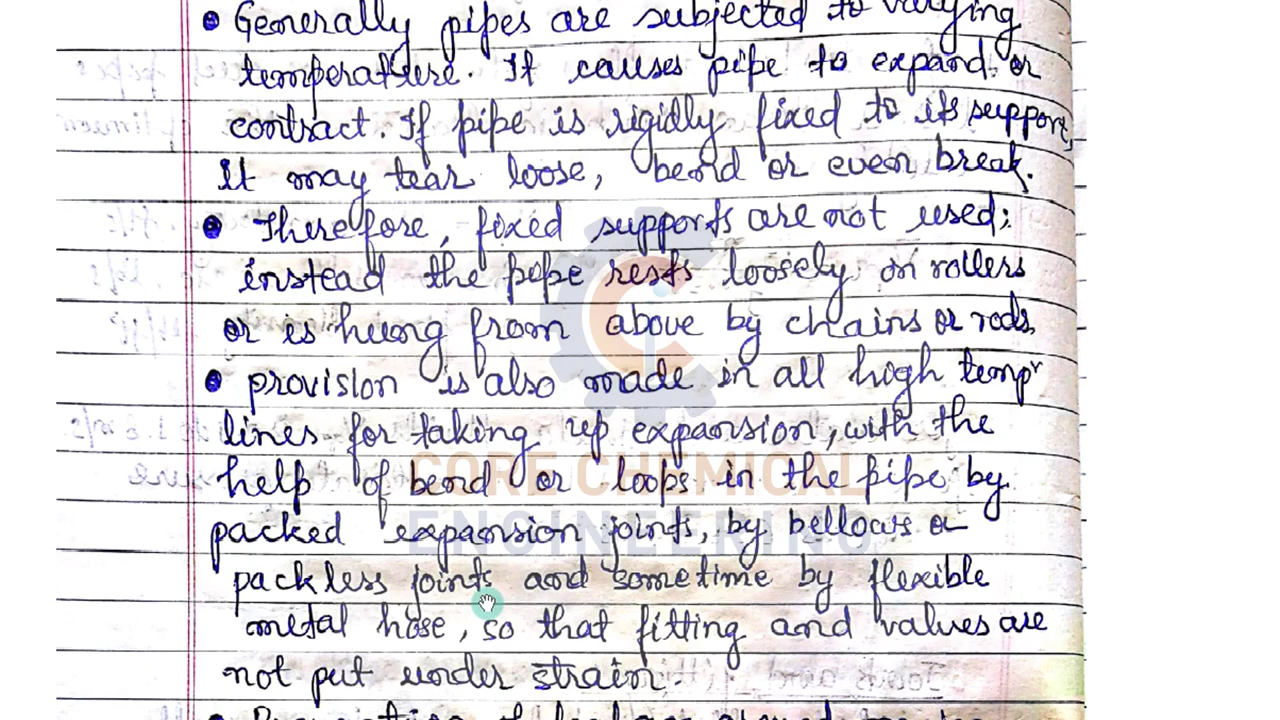 • Generally pipes are subjected to varying
temperature. It causes pipe to expand or
contract. If pipe is rigidly fixed to its support,
It may tear loose, bend or even break.
• Therefore, fixed supports are not used;
instead the pipe rests loosely on rollers
or is hung from above by chains or rods.
• provision is also made in all high tempr
lines for taking up expansion, with the
help of bend or loops in the pipe by
packed expansion joints, by bellows or
packless joints and sometime by flexible
metal hose, so that fitting and values are
not put under strain.
CORE CHEMICAL
ENGINEERING